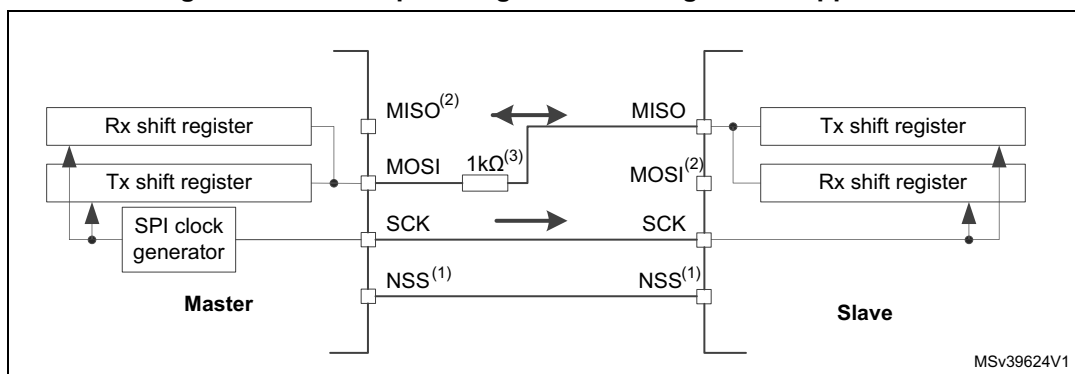 MISO(2)
MISO
Rx shift register
Tx shift register
MOSI
1kΩ(3)
MOSI(2)
Tx shift register
Rx shift register
SPI clock
generator
SCK
SCK
NSS(1)
NSS(1)
Master
Slave
MSv39624V1